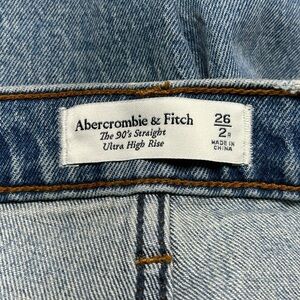 Abercrombie & Fitch
The 90's Straight
Ultra High Rise
26
2R
MADE IN
CHINA